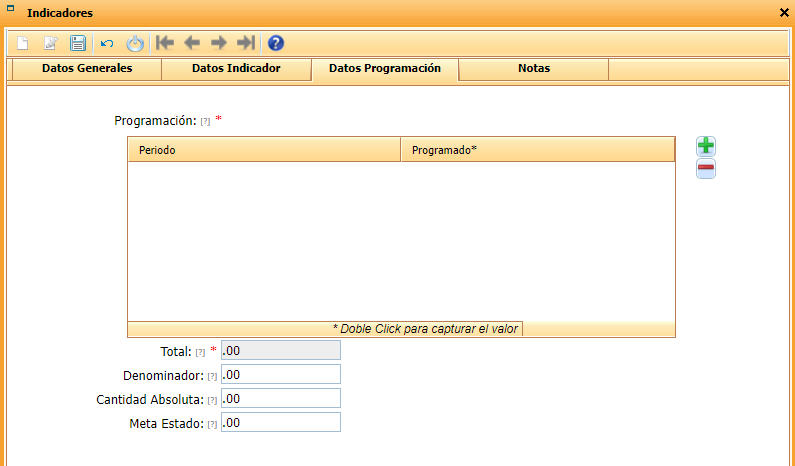 Indicadores
Datos Generales Datos Indicador Datos Programación Notas
Programación: [?] *
Periodo Programado*
* Doble Click para capturar el valor
Total: [?] * .00
Denominador: [?] .00
Cantidad Absoluta: [?] .00
Meta Estado: [?] .00